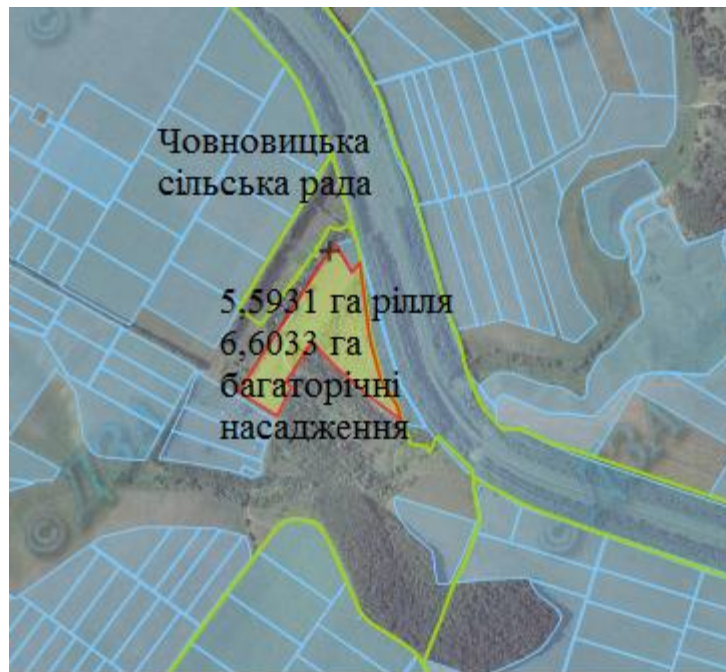 Човновицька
сільська рада
5,5931 га рілля
6,6033 га
багаторічні
насадження